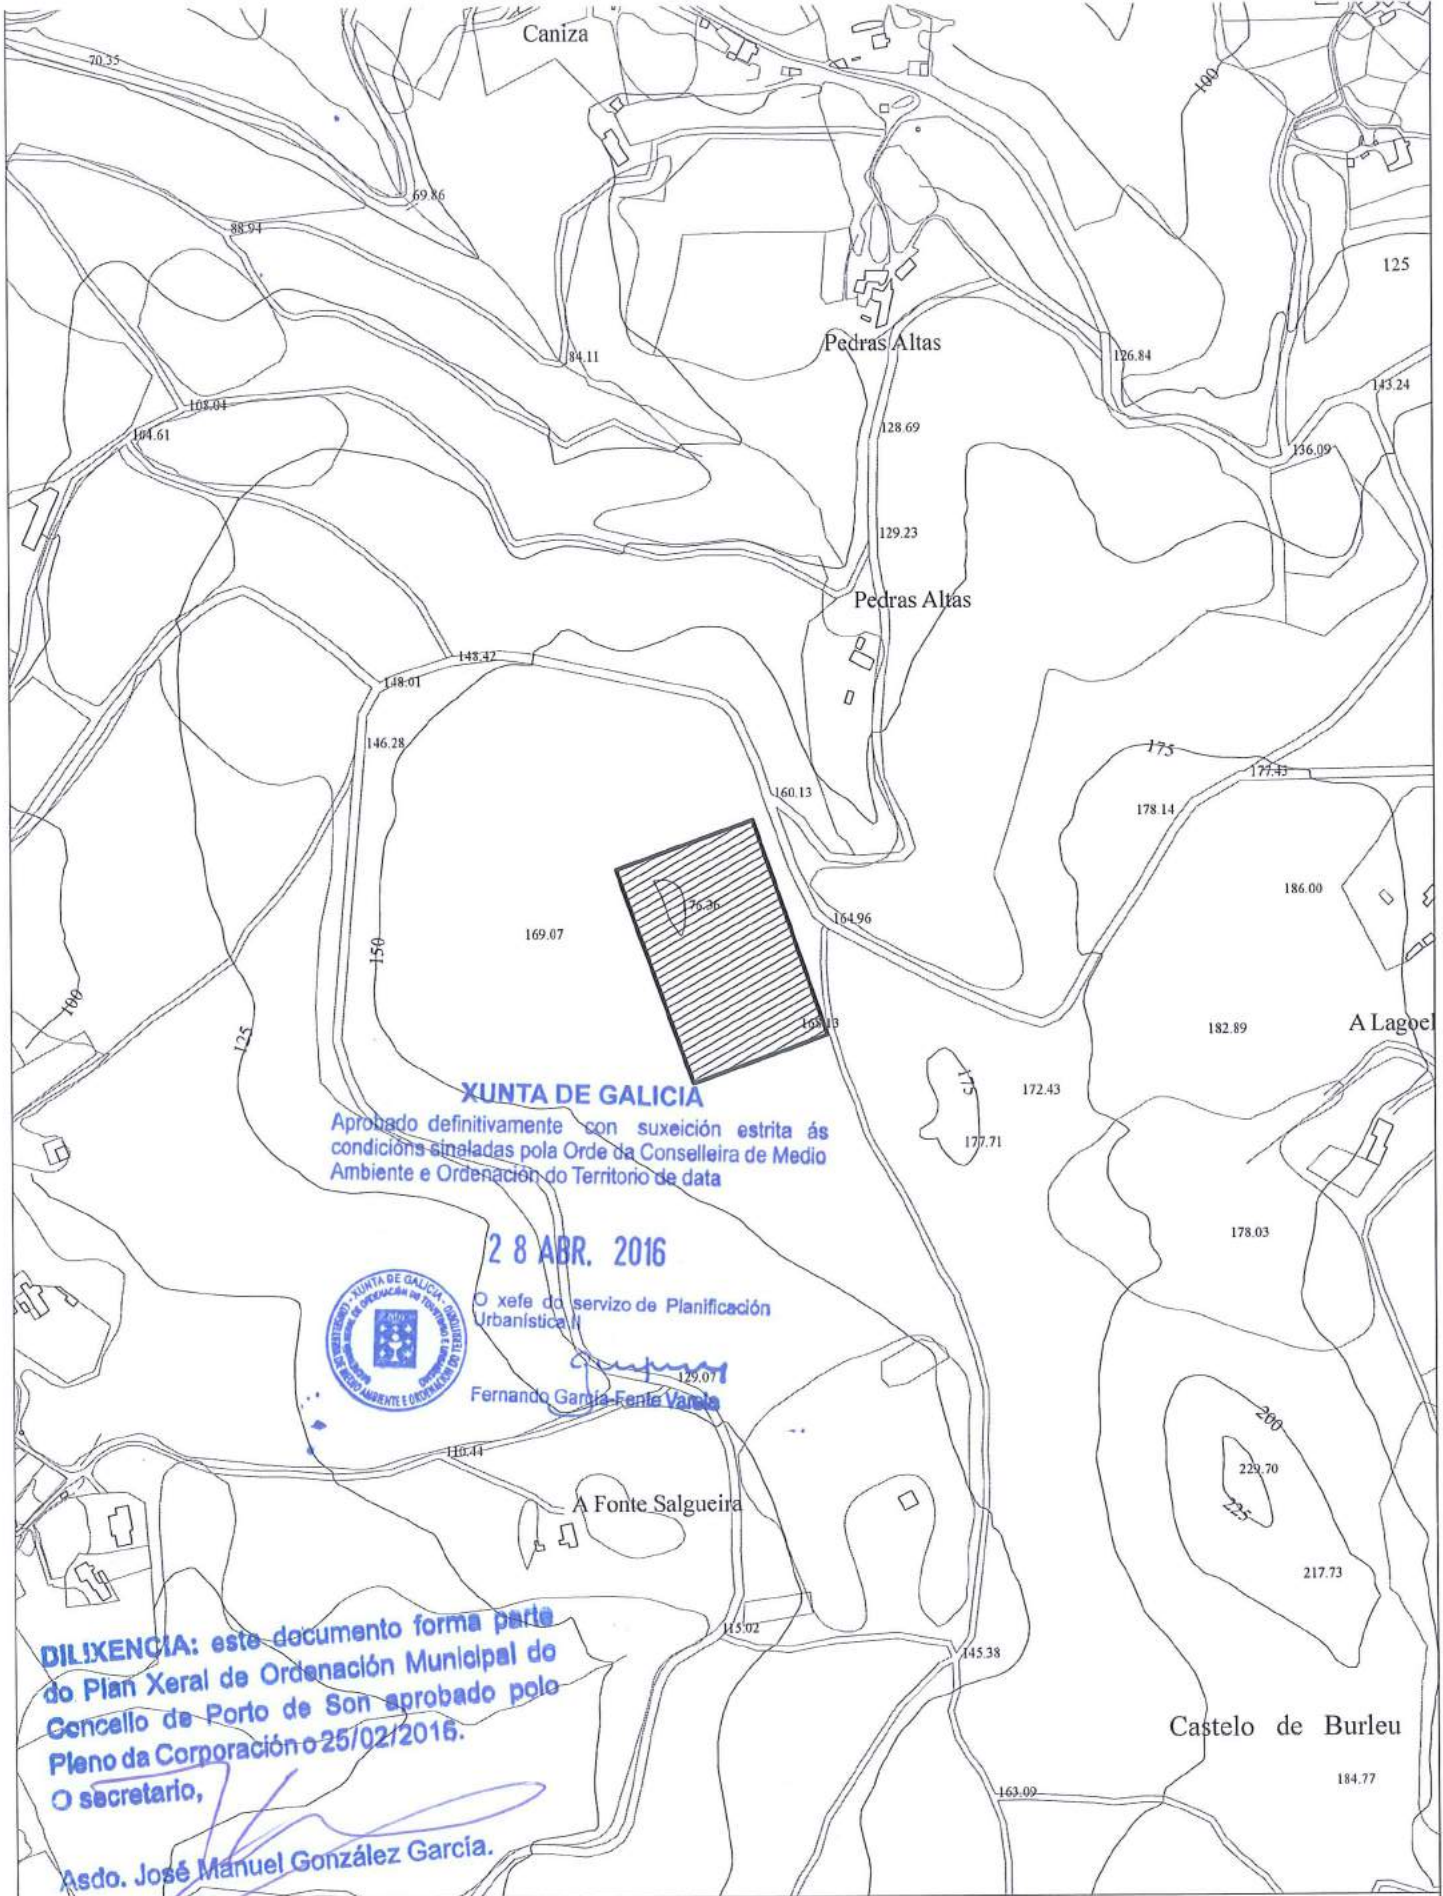 Caniza
70.35
100
69.86
88.94
125
84.11
Pedras Altas
126.84
143.24
108.04
104.61
128.69
136.09
129.23
Pedras Altas
148.42
148.01
146.28
175
177.43
160.13
178.14
186.00
76.36
164.96
169.07
150
100
125
168.13
182.89
A Lagoel
175
172.43
177.71
XUNTA DE GALICIA
Aprobado definitivamente con suxeición estrita ás
condicións sinaladas pola Orde da Conselleira de Medio
Ambiente e Ordenación do Territorio de data
178.03
28 ABR. 2016
O xefe do servizo de Planificación
Urbanística II
129.07
Fernando García-Fente Varela
200
110.44
229.70
A Fonte Salgueira
225
217.73
115.02
145.38
DILIXENCIA: este documento forma parte
do Plan Xeral de Ordenación Municipal do
Concello de Porto de Son aprobado polo
Pleno da Corporación o 25/02/2016.
O secretario,
Castelo de Burleu
184.77
163.09
Asdo. José Manuel González García.